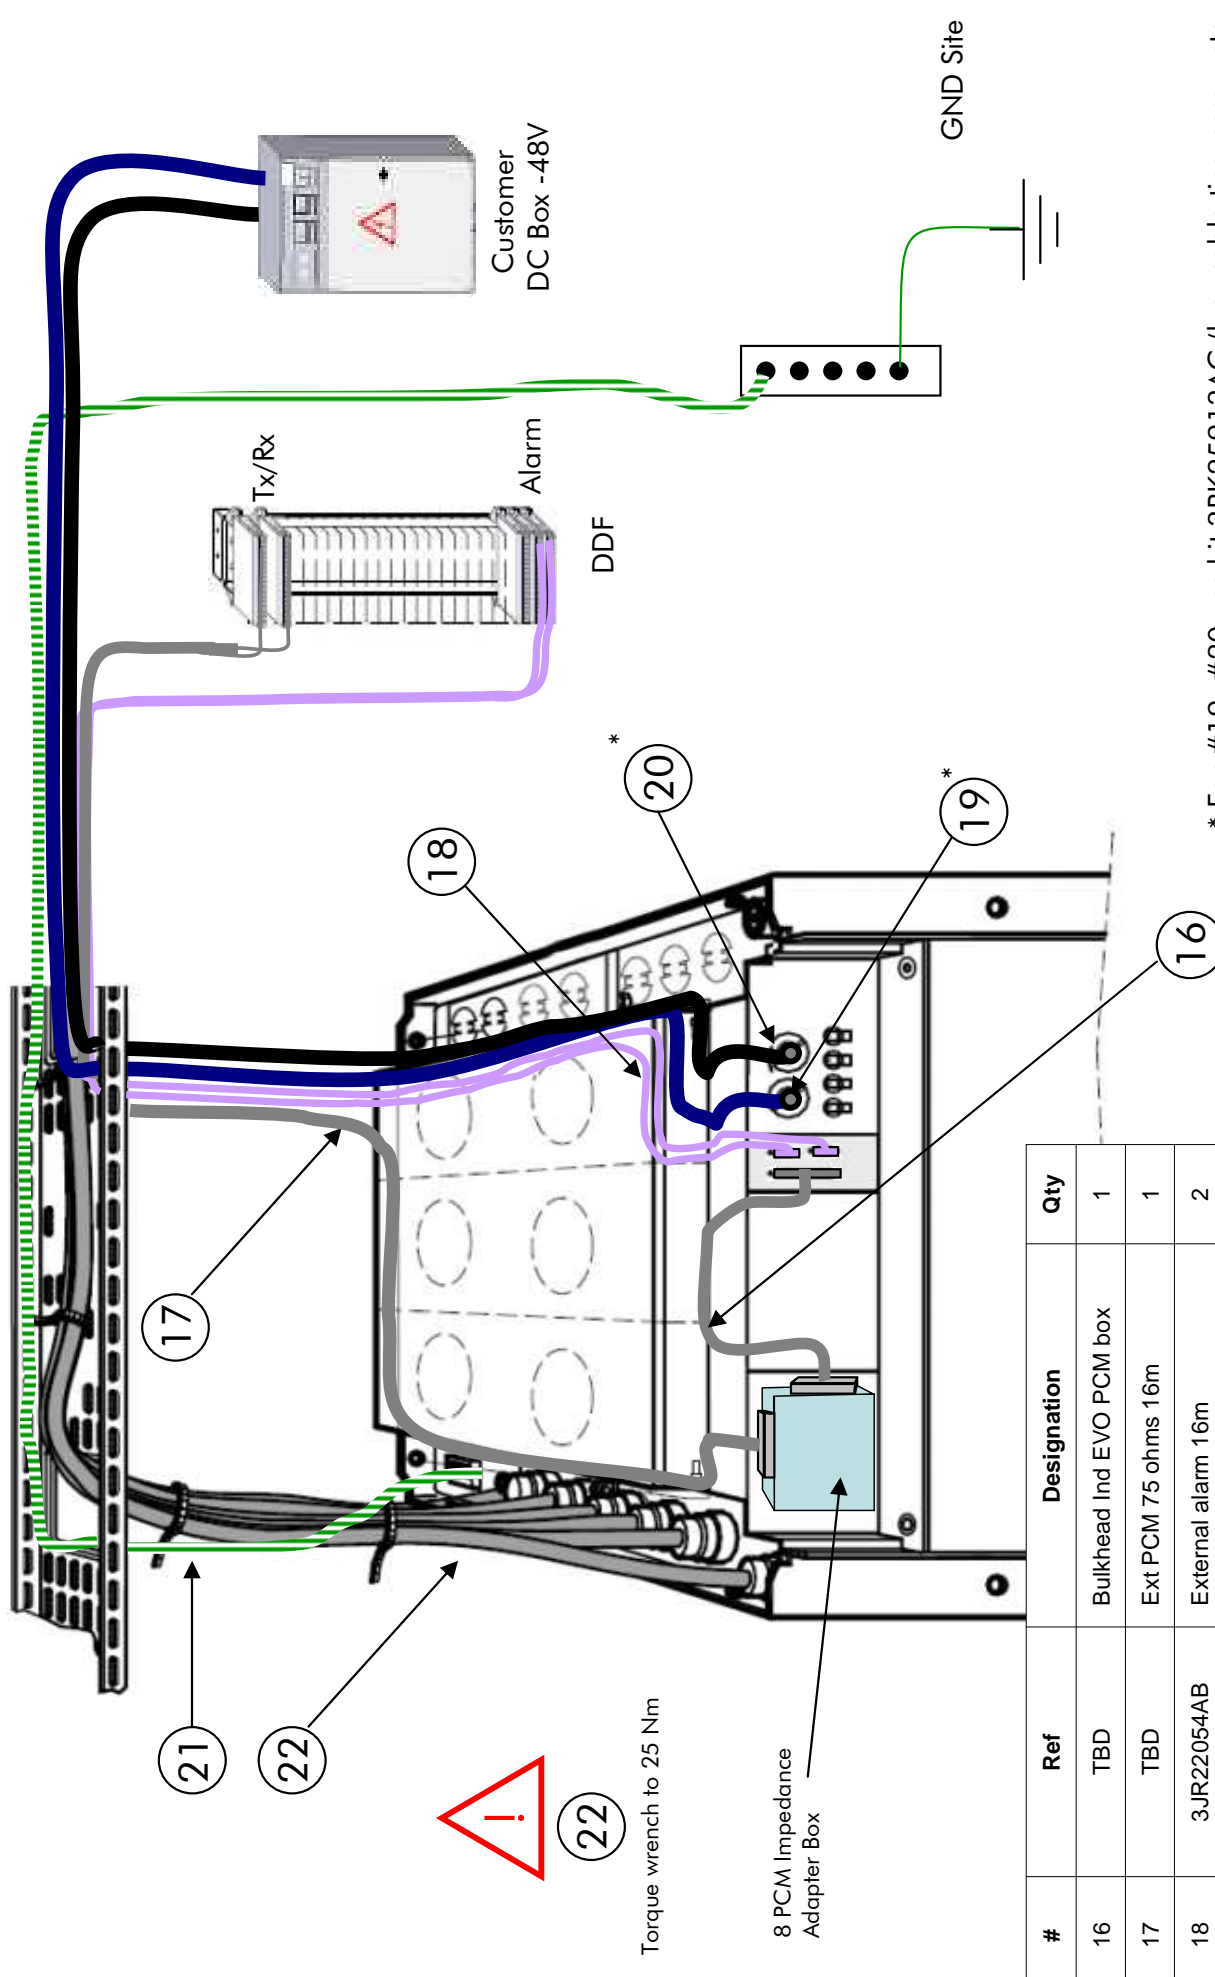 Customer
DC Box -48V
GND Site
Tx/Rx
Alarm
DDF
18
20
*
19
*
16
17
21
22
!
22
Torque wrench to 25 Nm
8 PCM Impedance
Adapter Box
# Ref Designation Qty
16 TBD Bulkhead Ind EVO PCM box 1
17 TBD Ext PCM 75 ohms 16m 1
18 3JR22054AB External alarm 16m 2